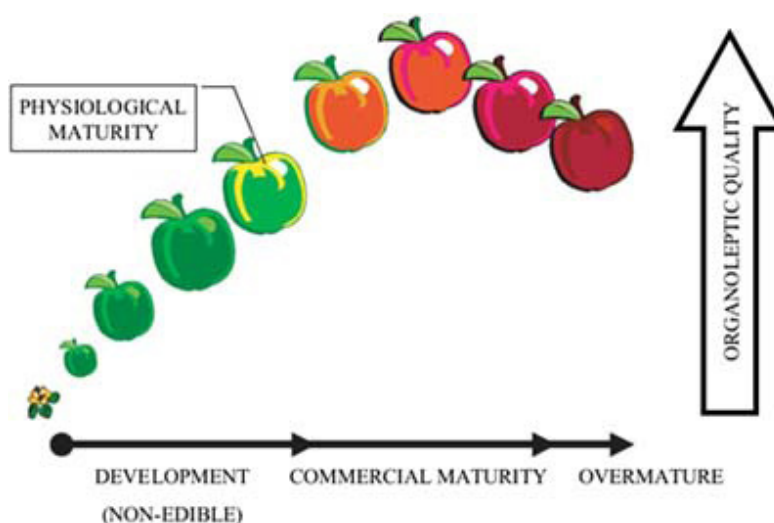 PHYSIOLOGICAL
MATURITY
ORGANOLEPTIC QUALITY
DEVELOPMENT
(NON-EDIBLE)
COMMERCIAL MATURITY
OVERMATURE